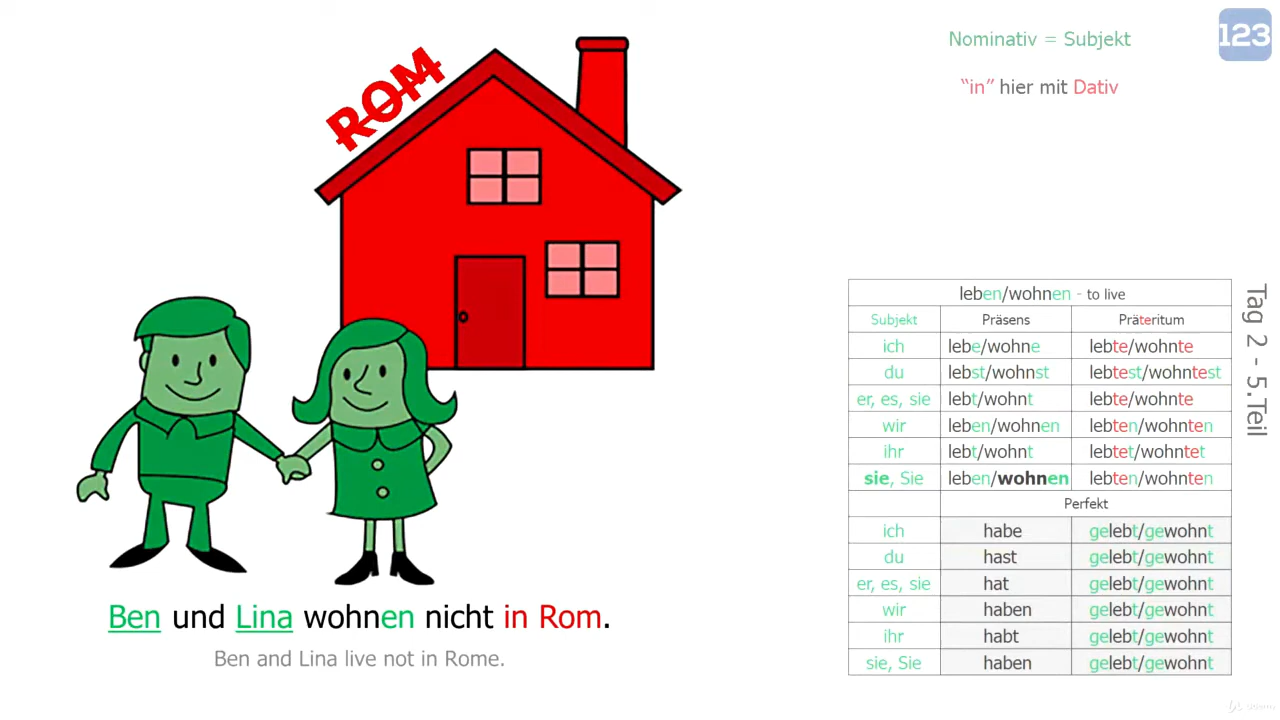 ROM
Nominativ = Subjekt
123
“in” hier mit Dativ
leben/wohnen - to live
Subjekt Präsens Präteritum
ich lebe/wohne lebte/wohnte
du lebst/wohnst lebtest/wohntest
er, es, sie lebt/wohnt lebte/wohnte
wir leben/wohnen lebten/wohnten
ihr lebt/wohnt lebtet/wohntet
sie, Sie leben/wohnen lebten/wohnten
Perfekt
ich habe gelebt/gewohnt
du hast gelebt/gewohnt
er, es, sie hat gelebt/gewohnt
wir haben gelebt/gewohnt
ihr habt gelebt/gewohnt
sie, Sie haben gelebt/gewohnt
Tag 2 - 5.Teil
Ben und Lina wohnen nicht in Rom.
Ben and Lina live not in Rome.